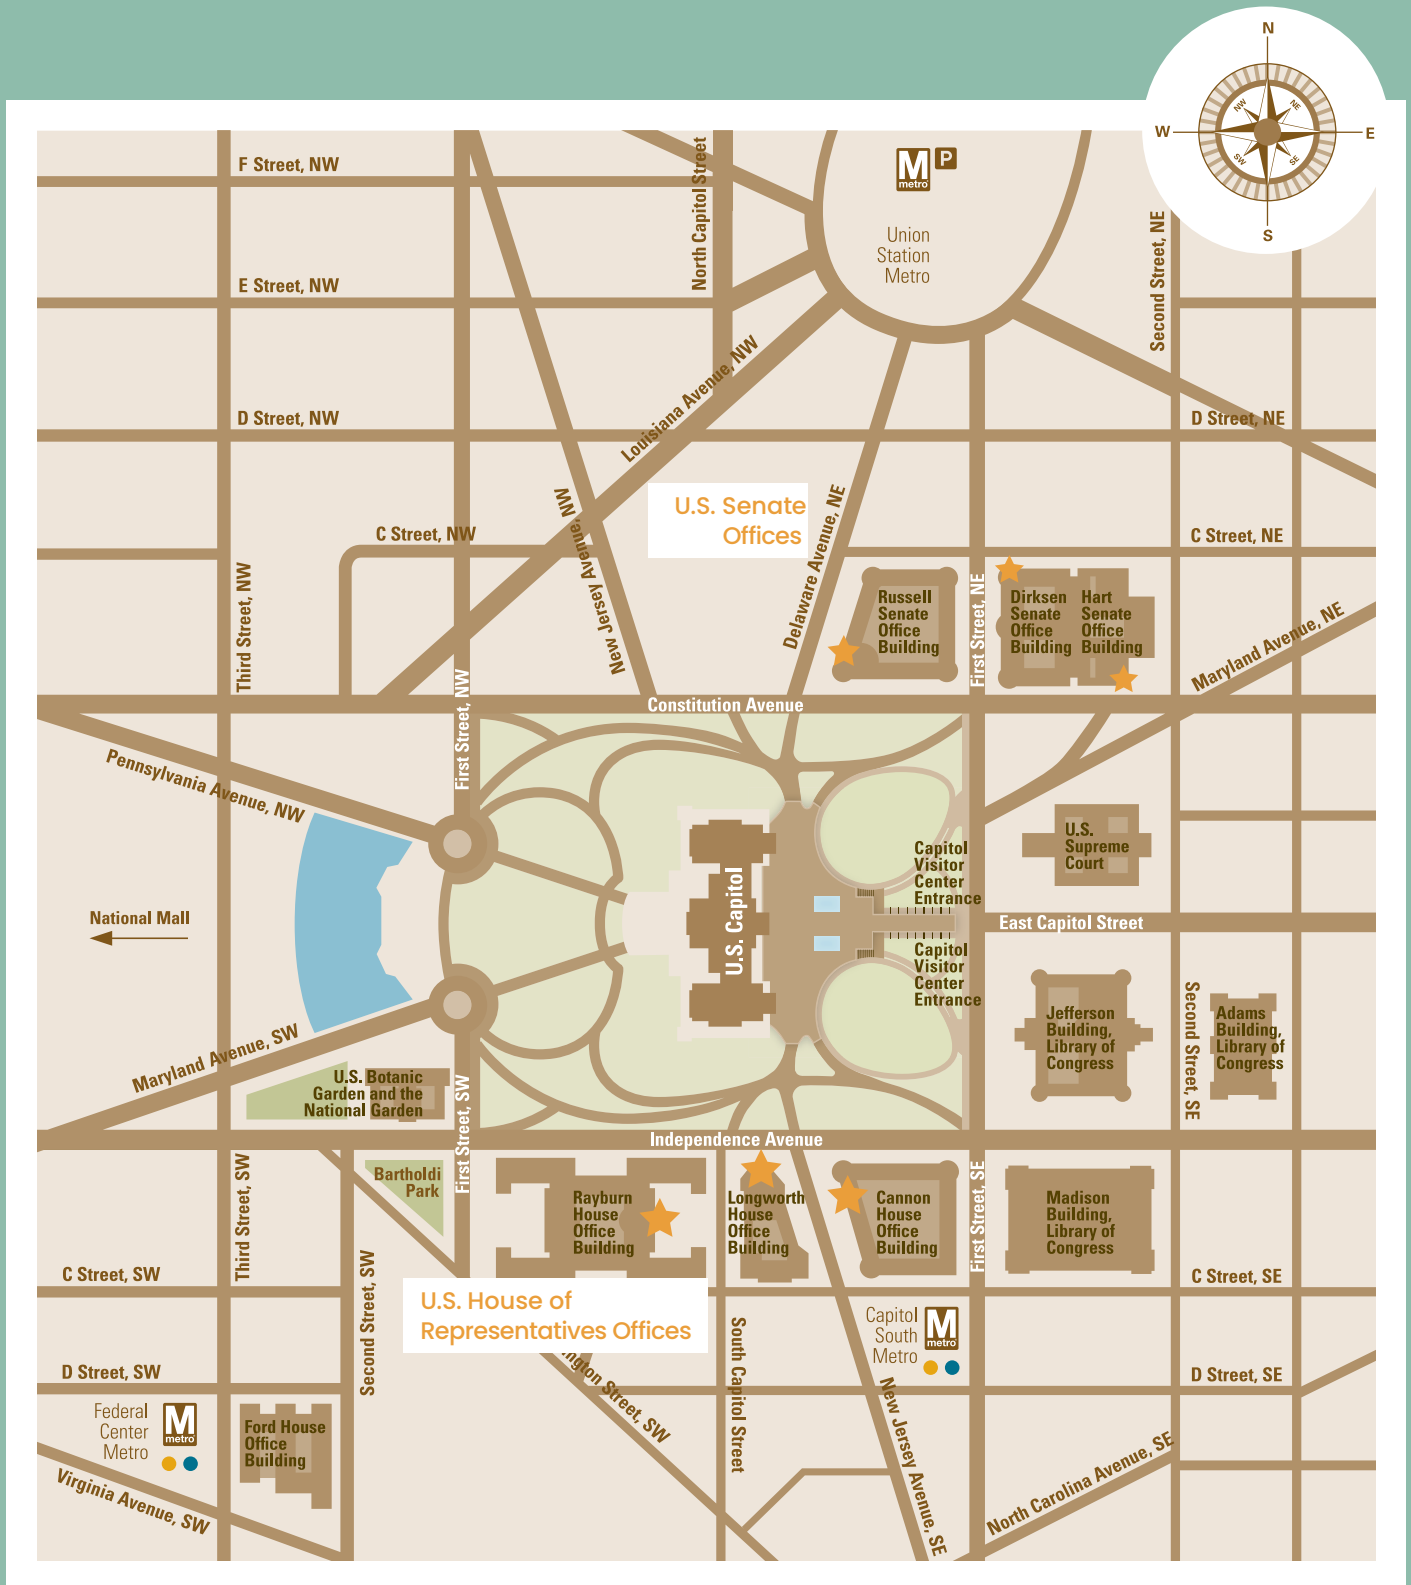 N
NW
NE
W
E
SW
SE
S
F Street, NW
North Capitol Street
M
metro
P
Union
Station
Metro
Second Street, NE
E Street, NW
D Street, NW
Louisiana Avenue, NW
D Street, NE
U.S. Senate
Offices
C Street, NW
New Jersey Avenue, NW
Delaware Avenue, NE
C Street, NE
Third Street, NW
Russell
Senate
Office
Building
First Street, NE
Dirksen
Senate
Office
Building
Hart
Senate
Office
Building
Maryland Avenue, NE
Constitution Avenue
First Street, NW
Pennsylvania Avenue, NW
U.S.
Supreme
Court
Capitol
Visitor
Center
Entrance
U.S. Capitol
National Mall
East Capitol Street
Capitol
Visitor
Center
Entrance
Second Street, SE
Jefferson
Building,
Library of
Congress
Adams
Building,
Library of
Congress
Maryland Avenue, SW
U.S. Botanic
Garden and the
National Garden
First Street, SW
Independence Avenue
Third Street, SW
Bartholdi
Park
Rayburn
House
Office
Building
Longworth
House
Office
Building
Cannon
House
Office
Building
First Street, SE
Madison
Building,
Library of
Congress
C Street, SW
Second Street, SW
C Street, SE
U.S. House of
Representatives Offices
South Capitol Street
Capitol
South
Metro
M
metro
D Street, SW
ngton Street, SW
New Jersey Avenue, SE
D Street, SE
Federal
Center
Metro
M
metro
Ford House
Office
Building
Virginia Avenue, SW
North Carolina Avenue, SE